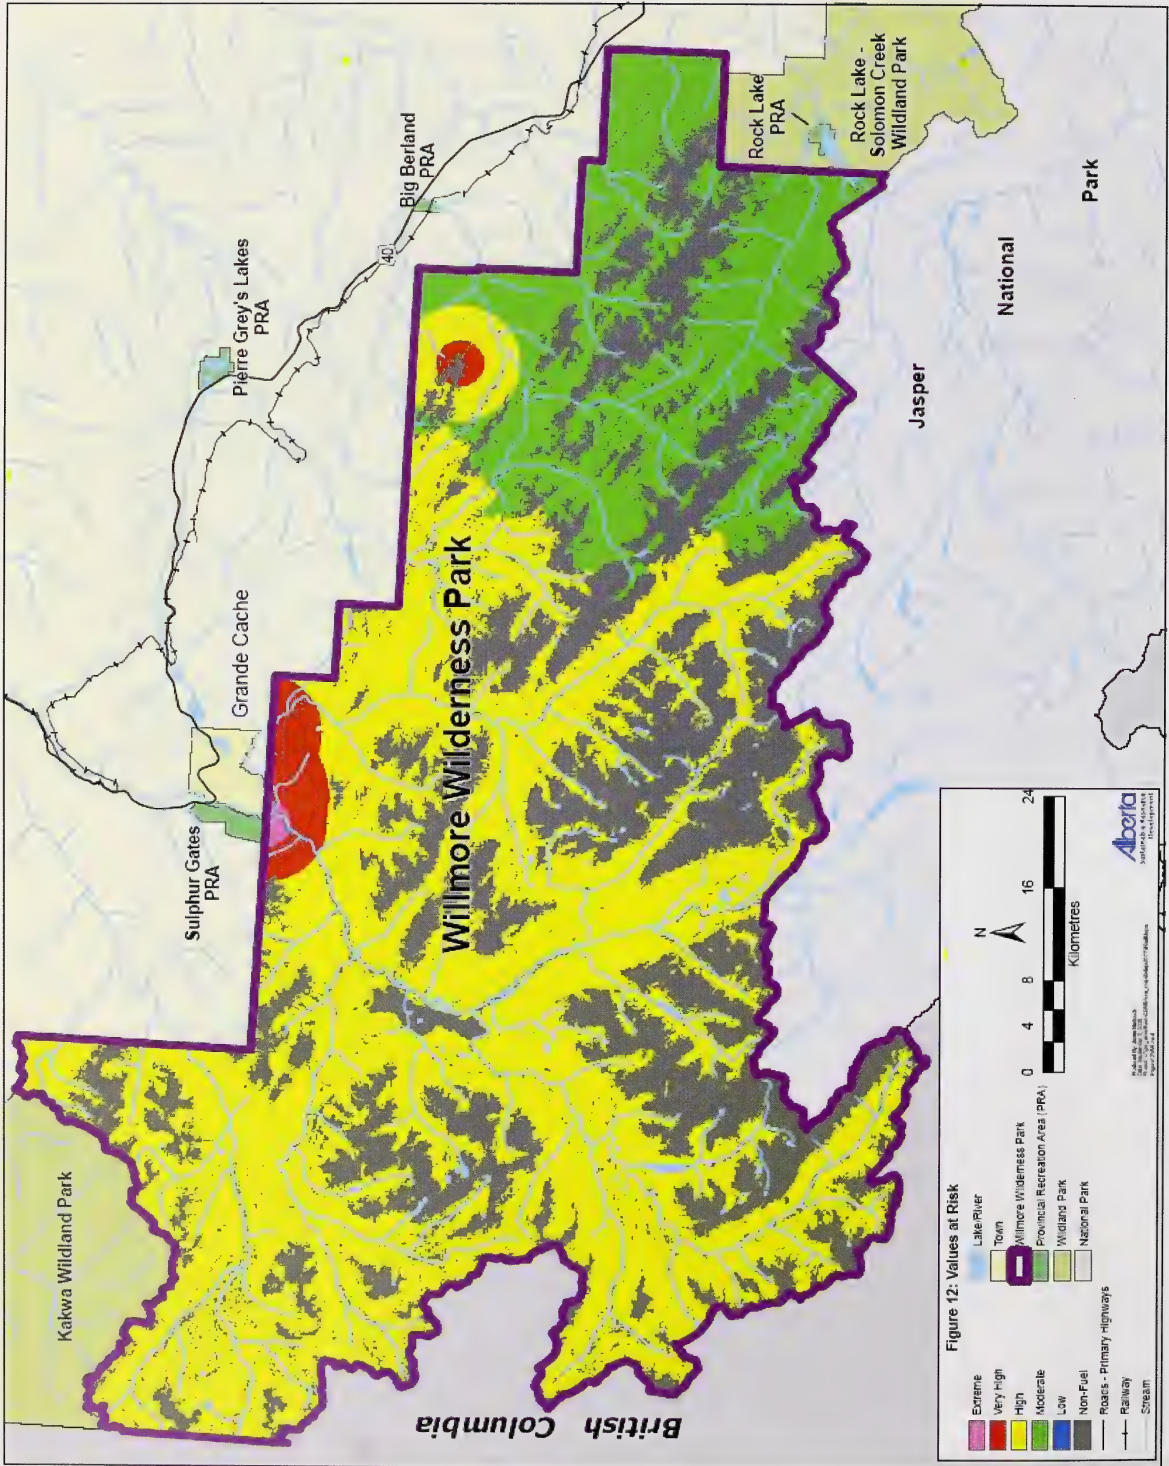 Kakwa Wildland Park
Sulphur Gates
PRA
Grande Cache
Pierre Grey's Lakes
PRA
40
Big Berland
PRA
Rock Lake
PRA
Rock Lake -
Solomon Creek
Wildland Park
Willmore Wilderness Park
British Columbia
Jasper
National
Park
Figure 12: Values at Risk
Extreme
Very High
High
Moderate
Low
Non-Fuel
Roads - Primary Highways
Railway
Stream
Lake/River
Town
Willmore Wilderness Park
Provincial Recreation Area (PRA)
Wildland Park
National Park
N
0 4 8 16 24
Kilometres
Alberta
Sustainable Resource
Development